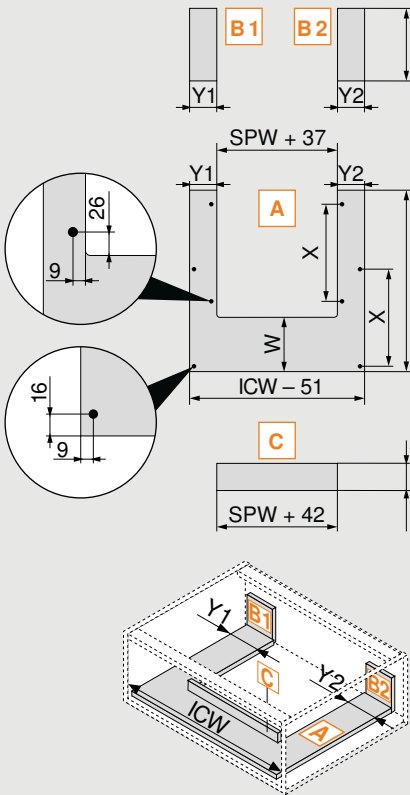 B1
B2
Y1
Y2
SPW + 37
Y1
Y2
A
26
9
X
X
W
16
9
ICW – 51
C
SPW + 42
Y1
B1
C
Y2
B2
ICW
A